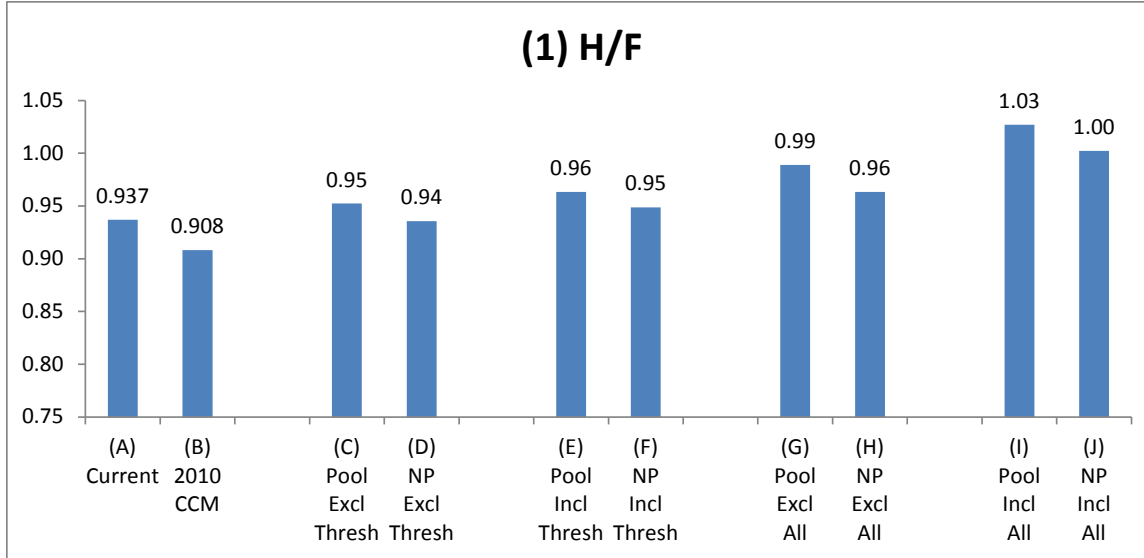 (1) H/F
1.05
1.00
0.95
0.90
0.85
0.80
0.75
0.937
0.908
0.95
0.94
0.96
0.95
0.99
0.96
1.03
1.00
(A)
Current
(B)
2010
CCM
(C)
Pool
Excl
Thresh
(D)
NP
Excl
Thresh
(E)
Pool
Incl
Thresh
(F)
NP
Incl
Thresh
(G)
Pool
Excl
All
(H)
NP
Excl
All
(I)
Pool
Incl
All
(J)
NP
Incl
All